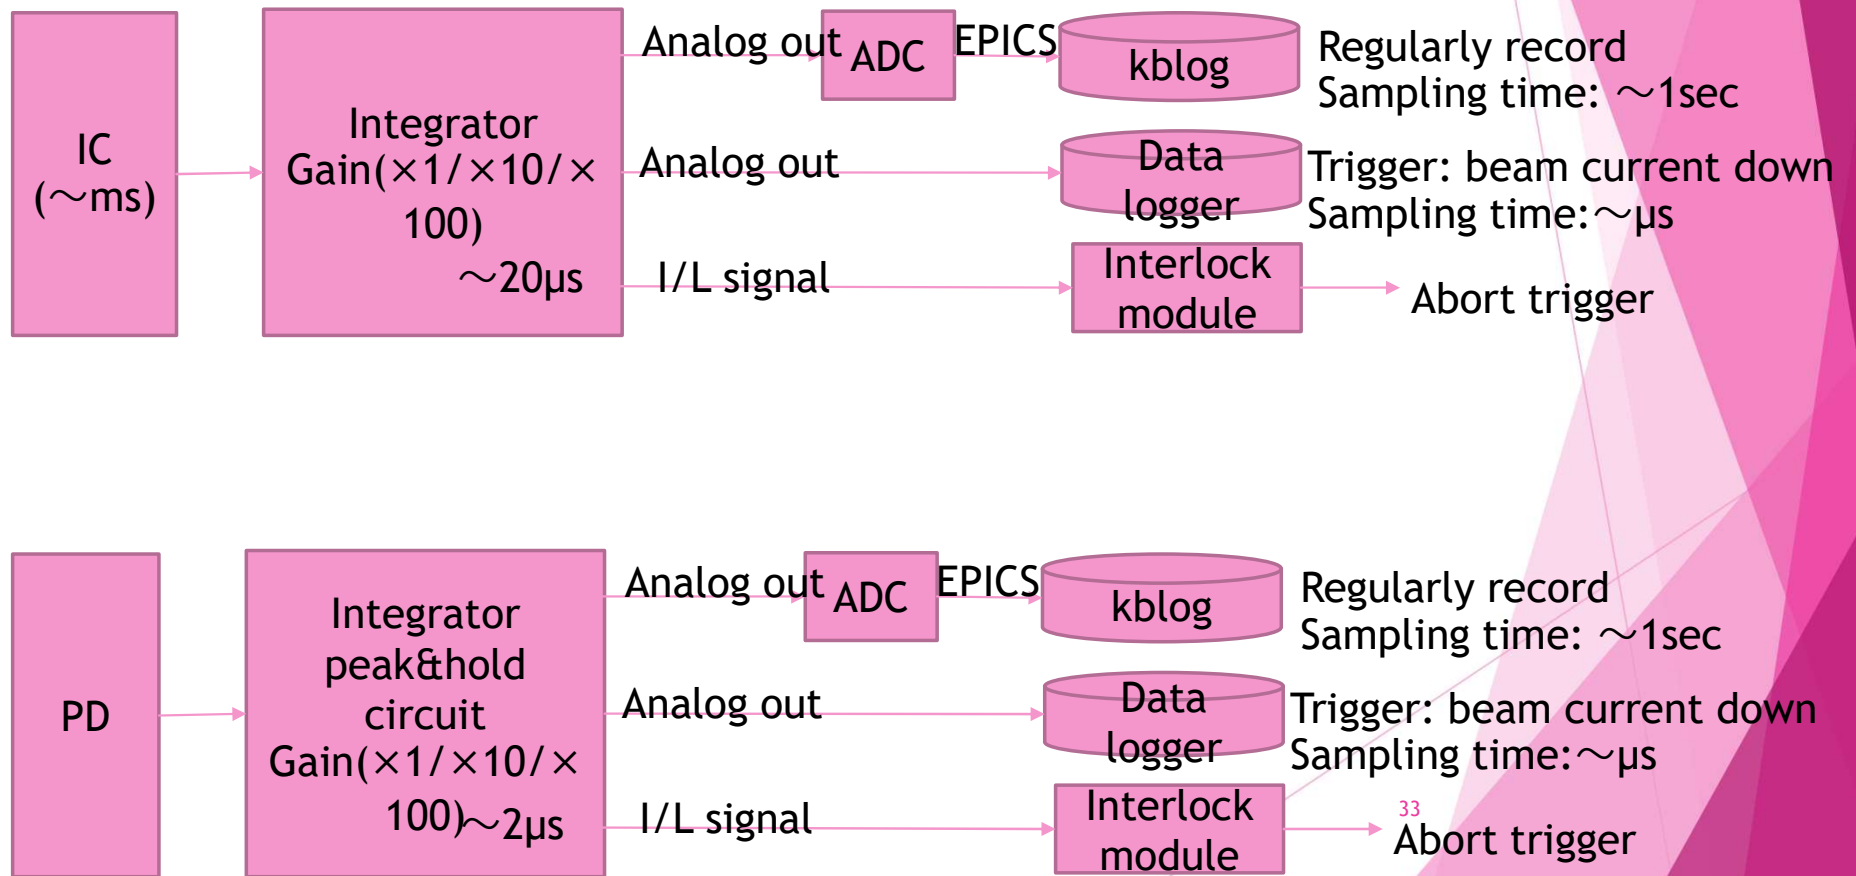 IC
(～ms)
Integrator
Gain(×1/×10/×
100)
～20μs
Analog out
ADC
EPICS
kblog
Regularly record
Sampling time: ～1sec
Analog out
Data
logger
Trigger: beam current down
Sampling time:～μs
I/L signal
Interlock
module
Abort trigger
PD
Integrator
peak&hold
circuit
Gain(×1/×10/×
100)～2μs
Analog out
ADC
EPICS
kblog
Regularly record
Sampling time: ～1sec
Analog out
Data
logger
Trigger: beam current down
Sampling time:～μs
I/L signal
Interlock
module
33
Abort trigger